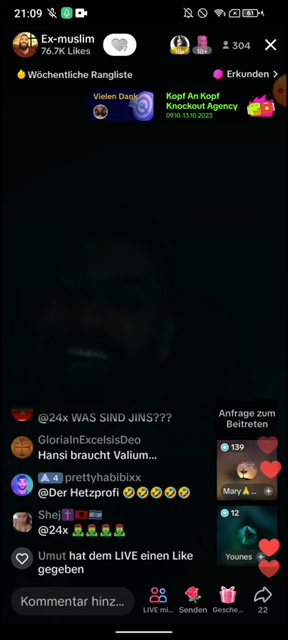 21:09
61
Ex-muslim
76.7K Likes
10+
304
Wöchentliche Rangliste
Erkunden
Vielen Dank
Kopf An Kopf
Knockout Agency
09.10-13.10.2023
@24x WAS SIND JINS???
GloriaInExcelsisDeo
Hansi braucht Valium...
4 prettyhabibixx
@Der Hetzprofi 🤣🤣🤣🤣🤣
Shej
@24x
Umut hat dem LIVE einen Like
gegeben
Anfrage zum
Beitreten
139
Mary🙏...
12
Younes
Kommentar hinz...
LIVE mi...
Senden
Gesche...
22